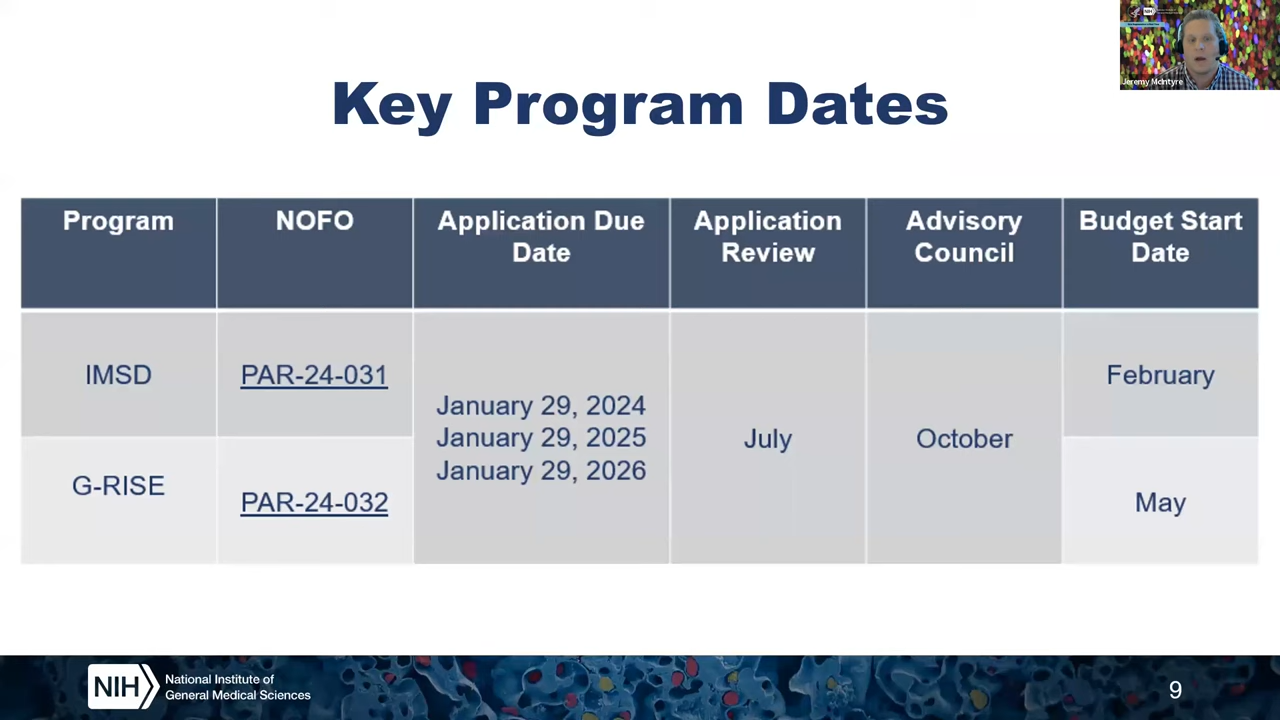 NIH
Jeremy McIntyre
Key Program Dates
Program
NOFO
Application Due
Date
Application
Review
Advisory
Council
Budget Start
Date
IMSD
PAR-24-031
January 29, 2024
January 29, 2025
January 29, 2026
July
October
February
G-RISE
PAR-24-032
May
NIH
National Institute of
General Medical Sciences
9